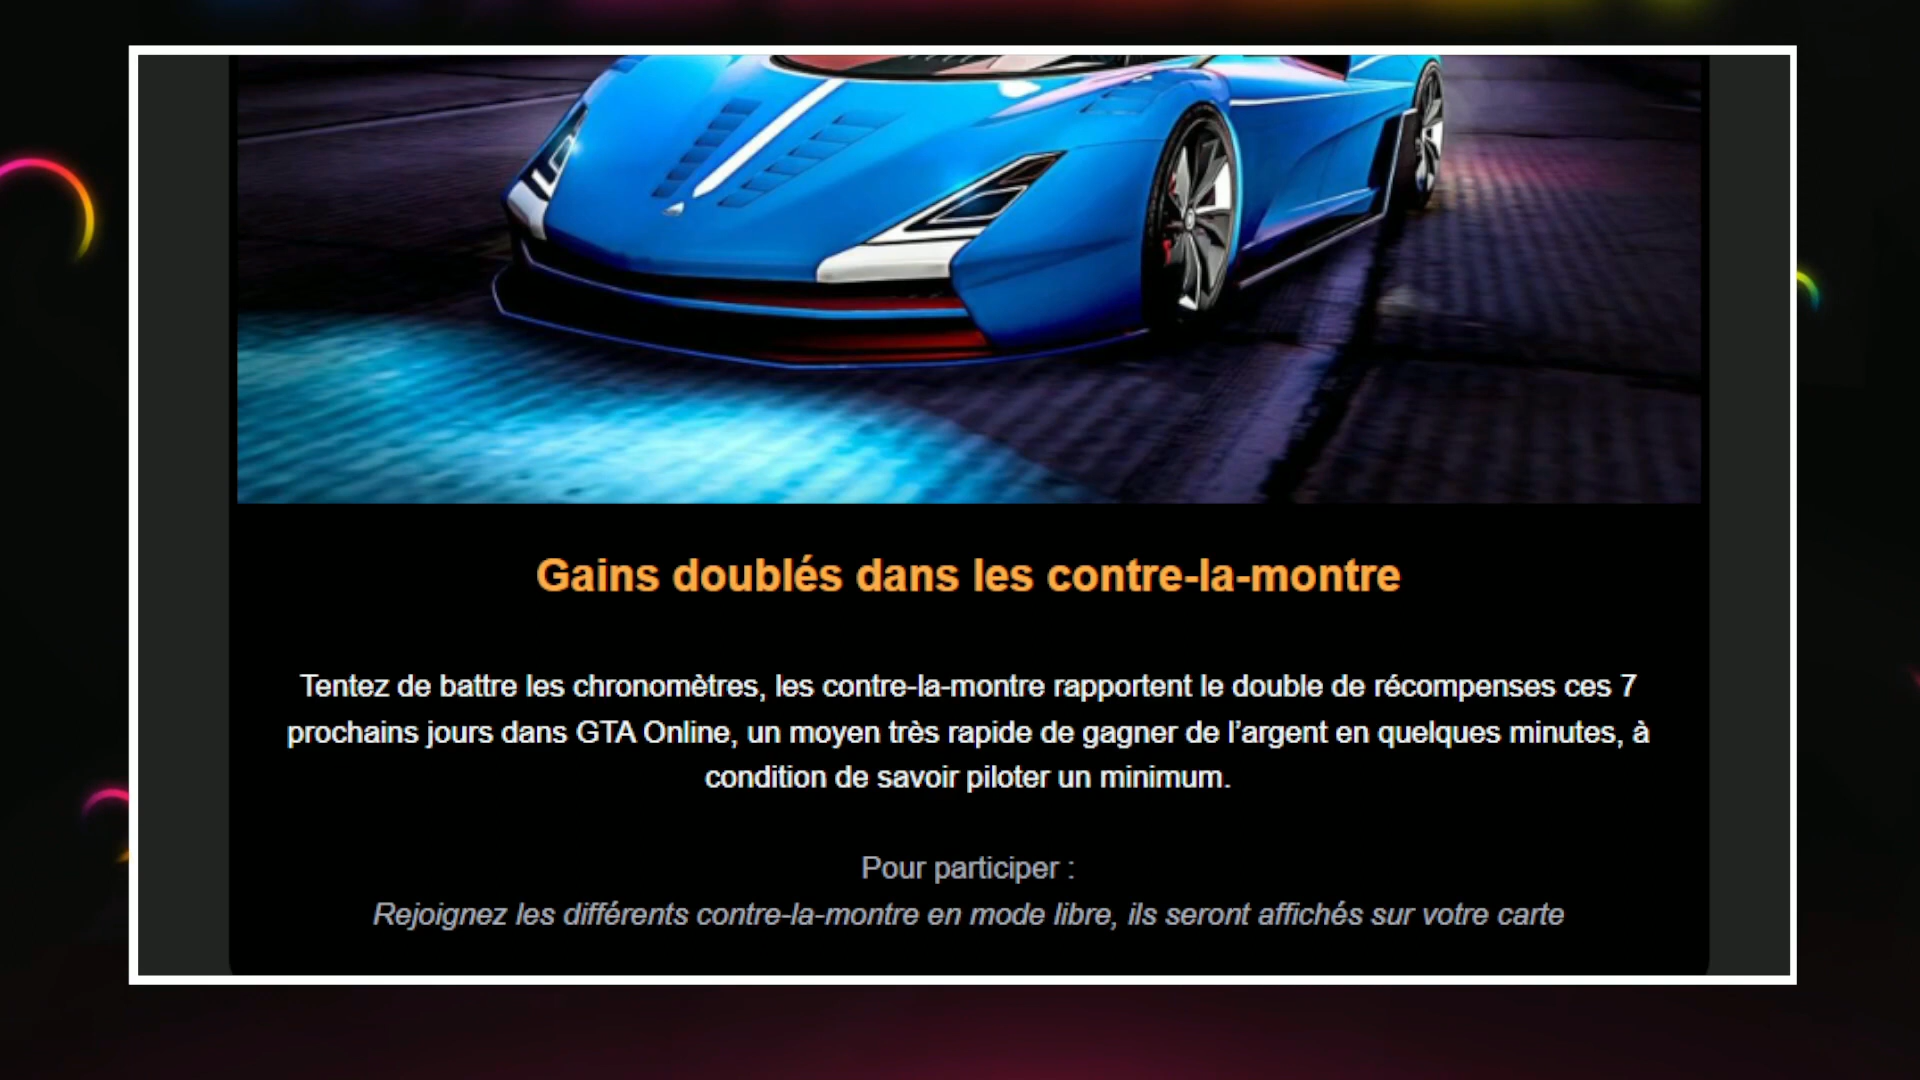 Gains doublés dans les contre-la-montre
Tentez de battre les chronomètres, les contre-la-montre rapportent le double de récompenses ces 7
prochains jours dans GTA Online, un moyen très rapide de gagner de l’argent en quelques minutes, à
condition de savoir piloter un minimum.
Pour participer :
Rejoignez les différents contre-la-montre en mode libre, ils seront affichés sur votre carte